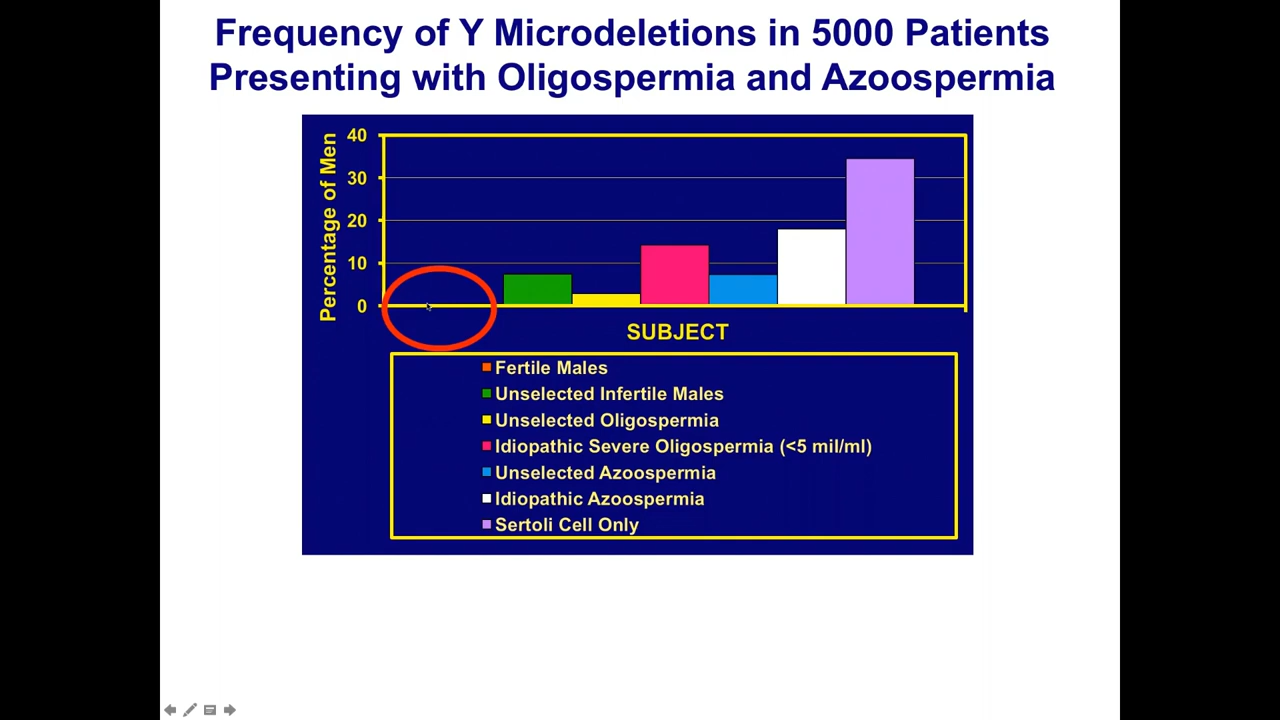 Frequency of Y Microdeletions in 5000 Patients
Presenting with Oligospermia and Azoospermia
Percentage of Men
40
30
20
10
0
SUBJECT
Fertile Males
Unselected Infertile Males
Unselected Oligospermia
Idiopathic Severe Oligospermia (<5 mil/ml)
Unselected Azoospermia
Idiopathic Azoospermia
Sertoli Cell Only